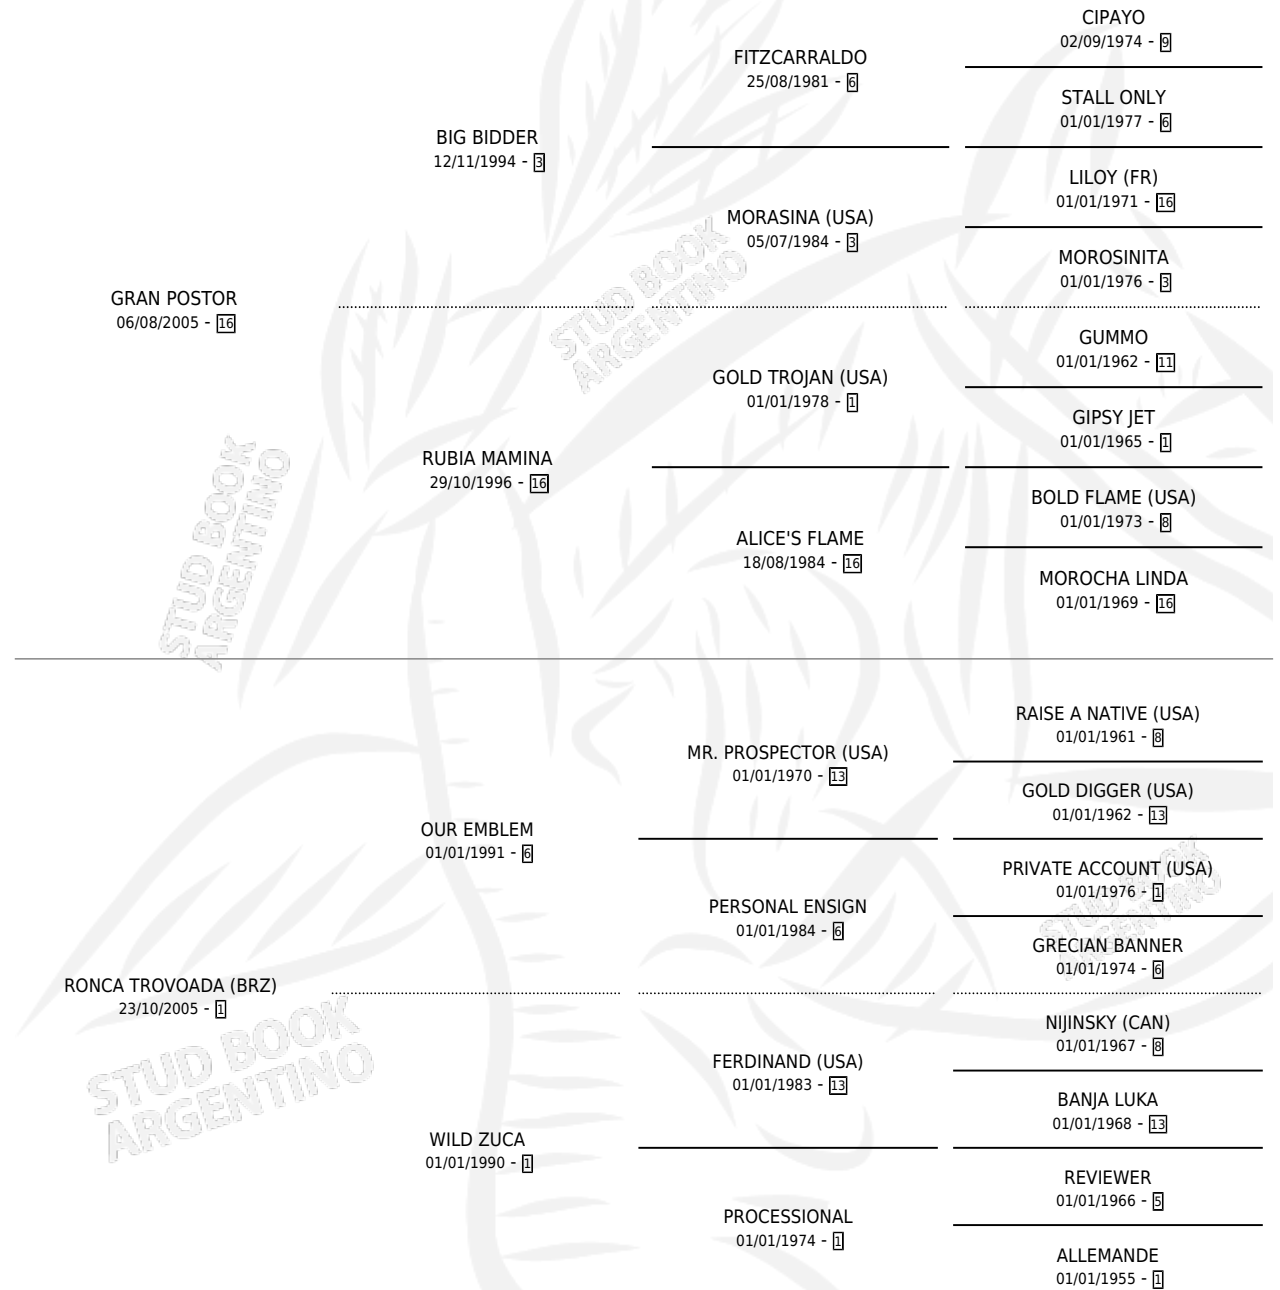 CIPAYO
02/09/1974 - 9
FITZCARRALDO
25/08/1981 - 6
STALL ONLY
01/01/1977 - 6
BIG BIDDER
12/11/1994 - 3
LILOY (FR)
01/01/1971 - 16
MORASINA (USA)
05/07/1984 - 3
MOROSINITA
01/01/1976 - 3
GRAN POSTOR
06/08/2005 - 16
GUMMO
01/01/1962 - 11
GOLD TROJAN (USA)
01/01/1978 - 1
GIPSY JET
01/01/1965 - 1
RUBIA MAMINA
29/10/1996 - 16
BOLD FLAME (USA)
01/01/1973 - 8
ALICE'S FLAME
18/08/1984 - 16
MOROCHA LINDA
01/01/1969 - 16
STUD BOOK
ARGENTINO
STUD BOOK
ARGENTINO
RAISE A NATIVE (USA)
01/01/1961 - 8
MR. PROSPECTOR (USA)
01/01/1970 - 13
GOLD DIGGER (USA)
01/01/1962 - 13
OUR EMBLEM
01/01/1991 - 6
PRIVATE ACCOUNT (USA)
01/01/1976 - 1
PERSONAL ENSIGN
01/01/1984 - 6
GRECIAN BANNER
01/01/1974 - 6
RONCA TROVOADA (BRZ)
23/10/2005 - 1
NIJINSKY (CAN)
01/01/1967 - 8
FERDINAND (USA)
01/01/1983 - 13
BANJA LUKA
01/01/1968 - 13
WILD ZUCA
01/01/1990 - 1
REVIEWER
01/01/1966 - 5
PROCESSIONAL
01/01/1974 - 1
ALLEMANDE
01/01/1955 - 1
STUD BOOK
ARGENTINO
STUD BOOK
ARGENTINO